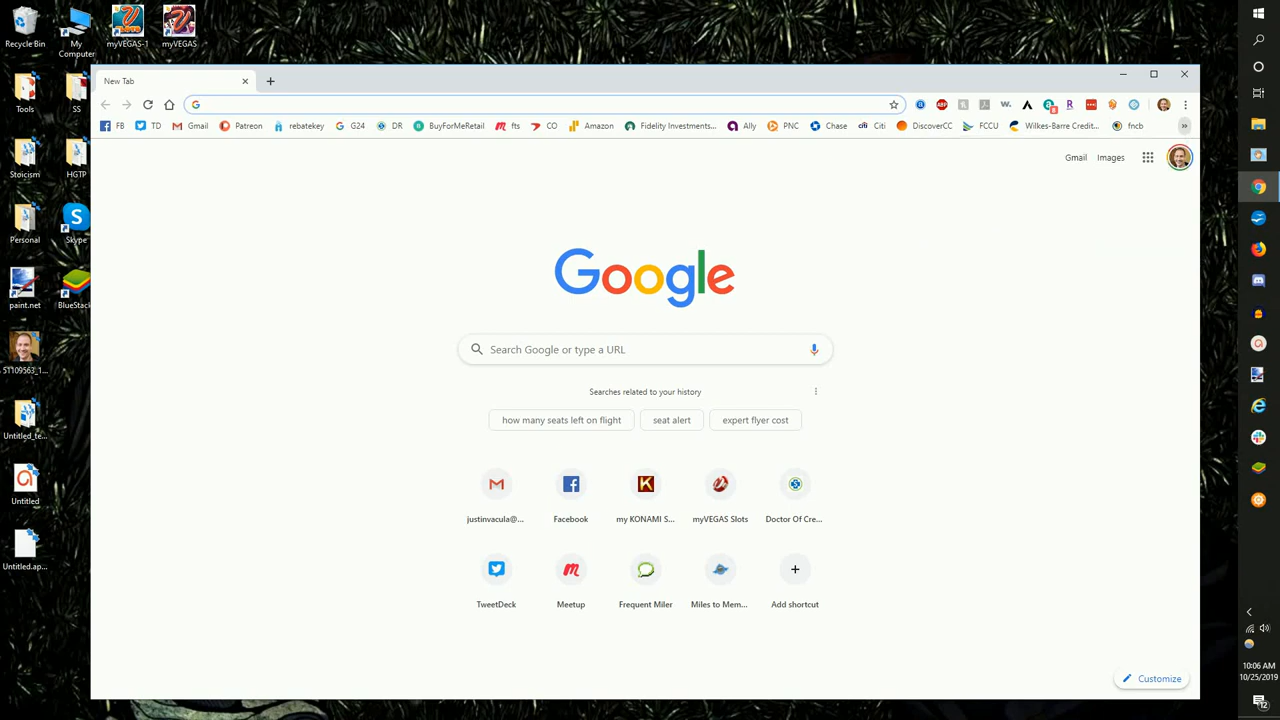 Recycle Bin
My Computer
myVEGAS-1
myVEGAS
Tools
SS
Stoicism
HGTP
Personal
Skype
paint.net
BlueStack
51109563_1...
Untitled_te...
Untitled
Untitled.ap...
New Tab
FB TD Gmail Patreon rebatekey G24 DR BuyForMeRetail fts CO Amazon Fidelity Investments... Ally PNC Chase Citi DiscoverCC FCCU Wilkes-Barre Credit... fncb »
Gmail Images
Google
Search Google or type a URL
Searches related to your history
how many seats left on flight seat alert expert flyer cost
justinvacula@... Facebook my KONAMI S... myVEGAS Slots Doctor Of Cre...
TweetDeck Meetup Frequent Miler Miles to Mem... Add shortcut
Customize
10:06 AM
10/25/2019